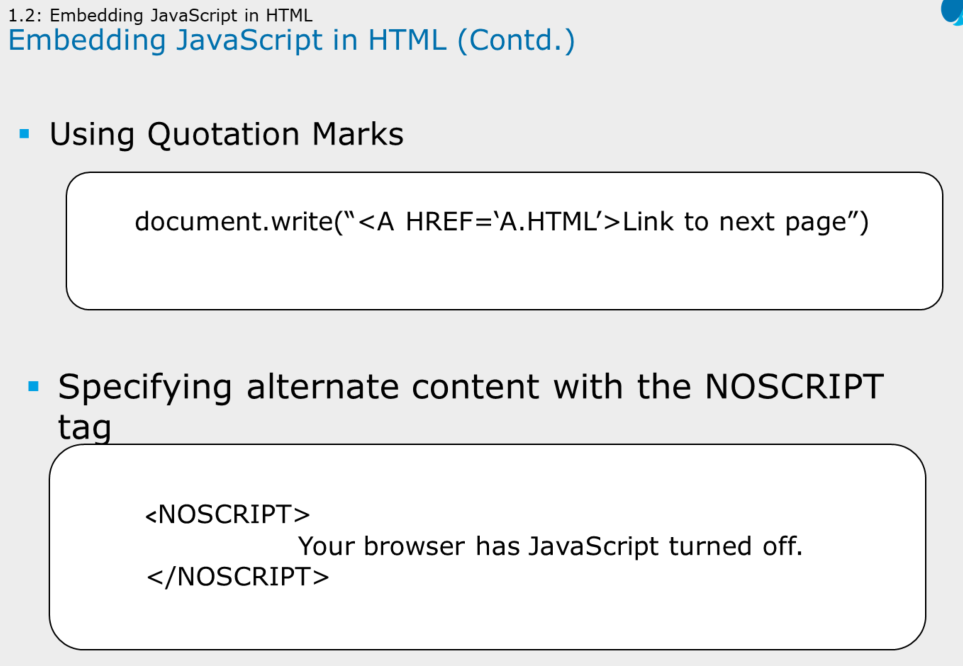 1.2: Embedding JavaScript in HTML
Embedding JavaScript in HTML (Contd.)
Using Quotation Marks
document.write(“<A HREF=‘A.HTML’>Link to next page”)
Specifying alternate content with the NOSCRIPT
tag
<NOSCRIPT>
Your browser has JavaScript turned off.
</NOSCRIPT>